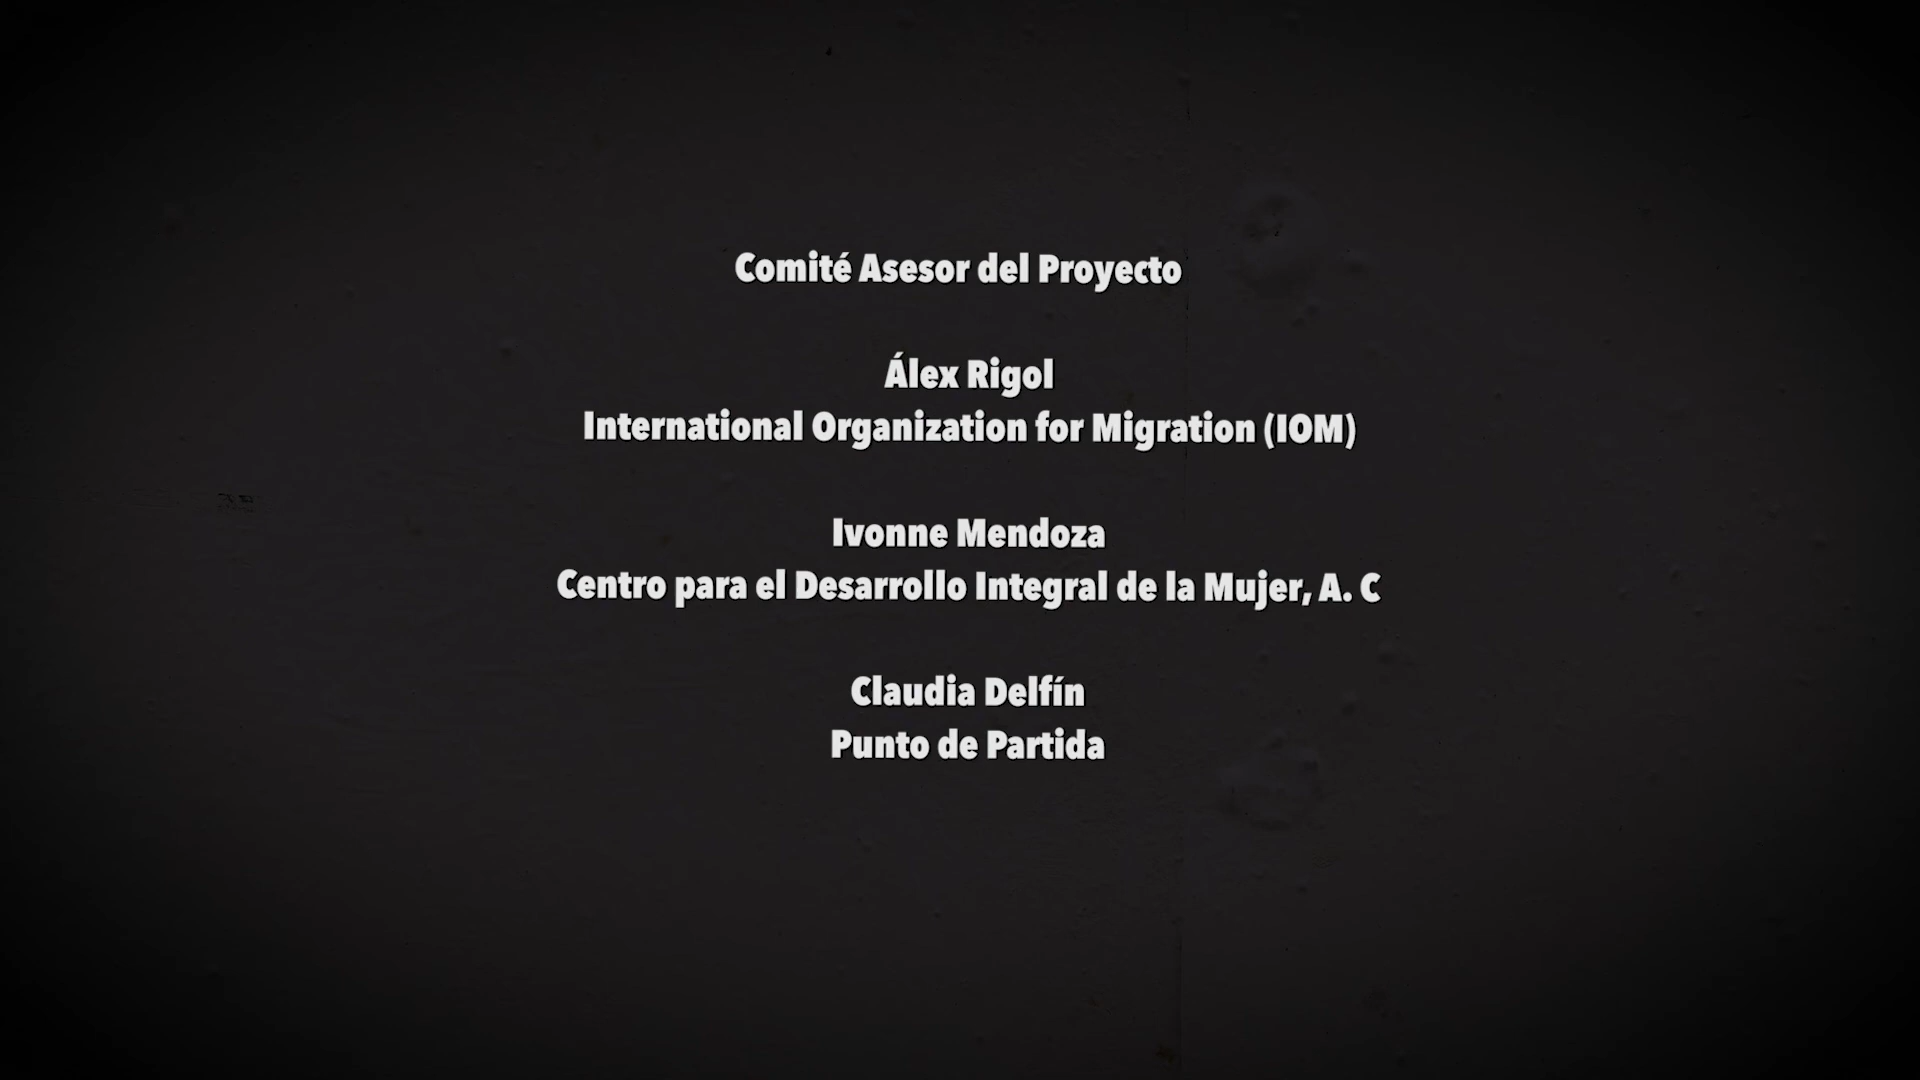 Comité Asesor del Proyecto
Álex Rigol
International Organization for Migration (IOM)
Ivonne Mendoza
Centro para el Desarrollo Integral de la Mujer, A. C
Claudia Delfín
Punto de Partida